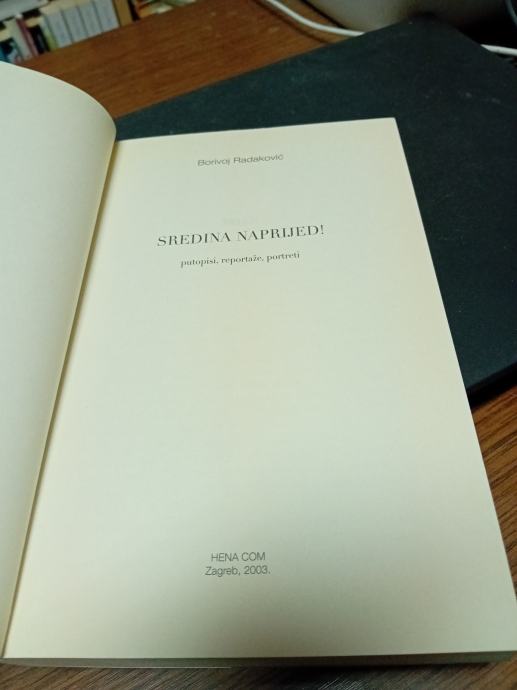 Borivoj Radaković
SREDINA NAPRIJED!
putopisi, reportaže, portreti
HENA COM
Zagreb, 2003.